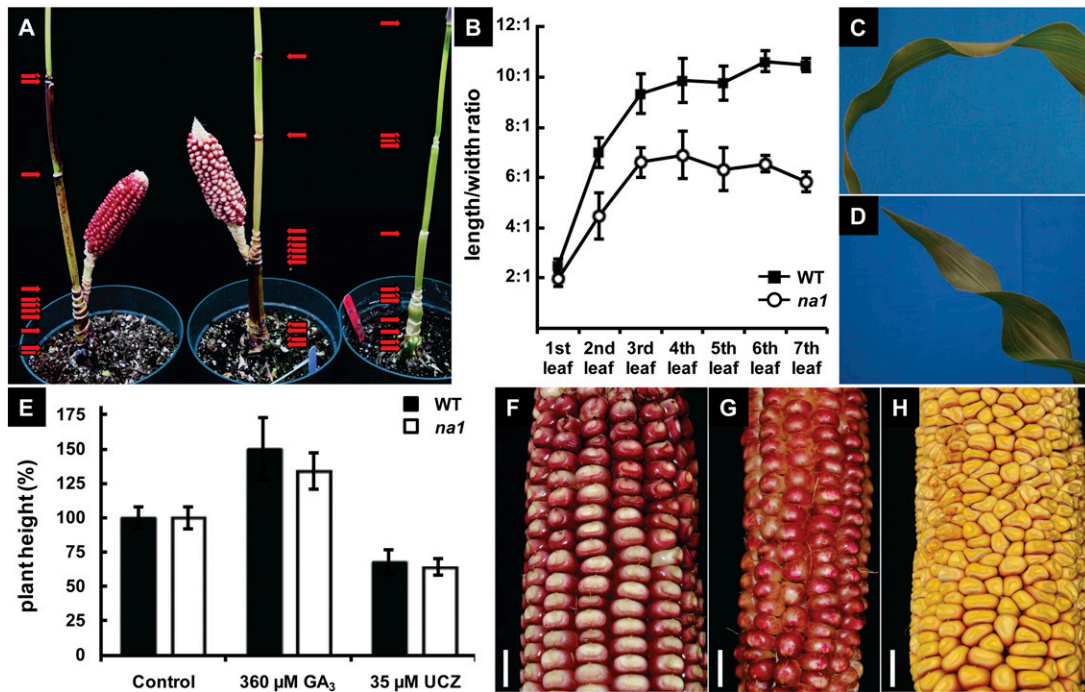 A
B
12:1
10:1
8:1
6:1
4:1
2:1
length/width ratio
WT
na1
1st leaf
2nd leaf
3rd leaf
4th leaf
5th leaf
6th leaf
7th leaf
C
D
E
175
150
125
100
75
50
25
0
plant height (%)
WT
na1
Control
360 µM GA₃
35 µM UCZ
F
G
H